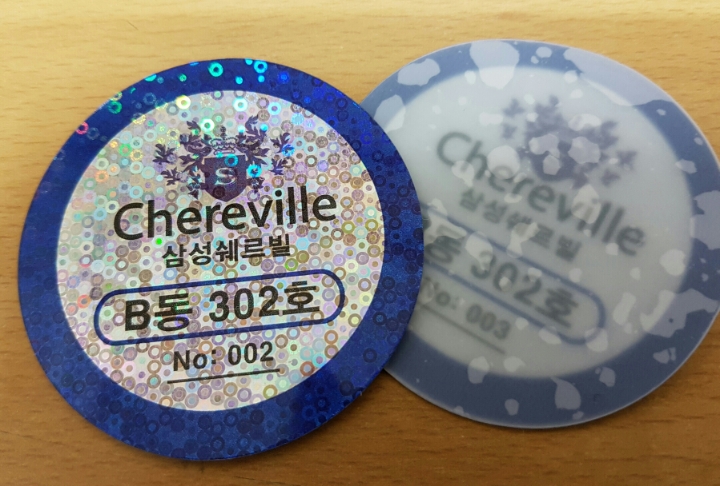 S
Chereville
삼성쉐르빌
B동 302호
No: 002
Chereville
삼성쉐르빌
동 302호
No: 003